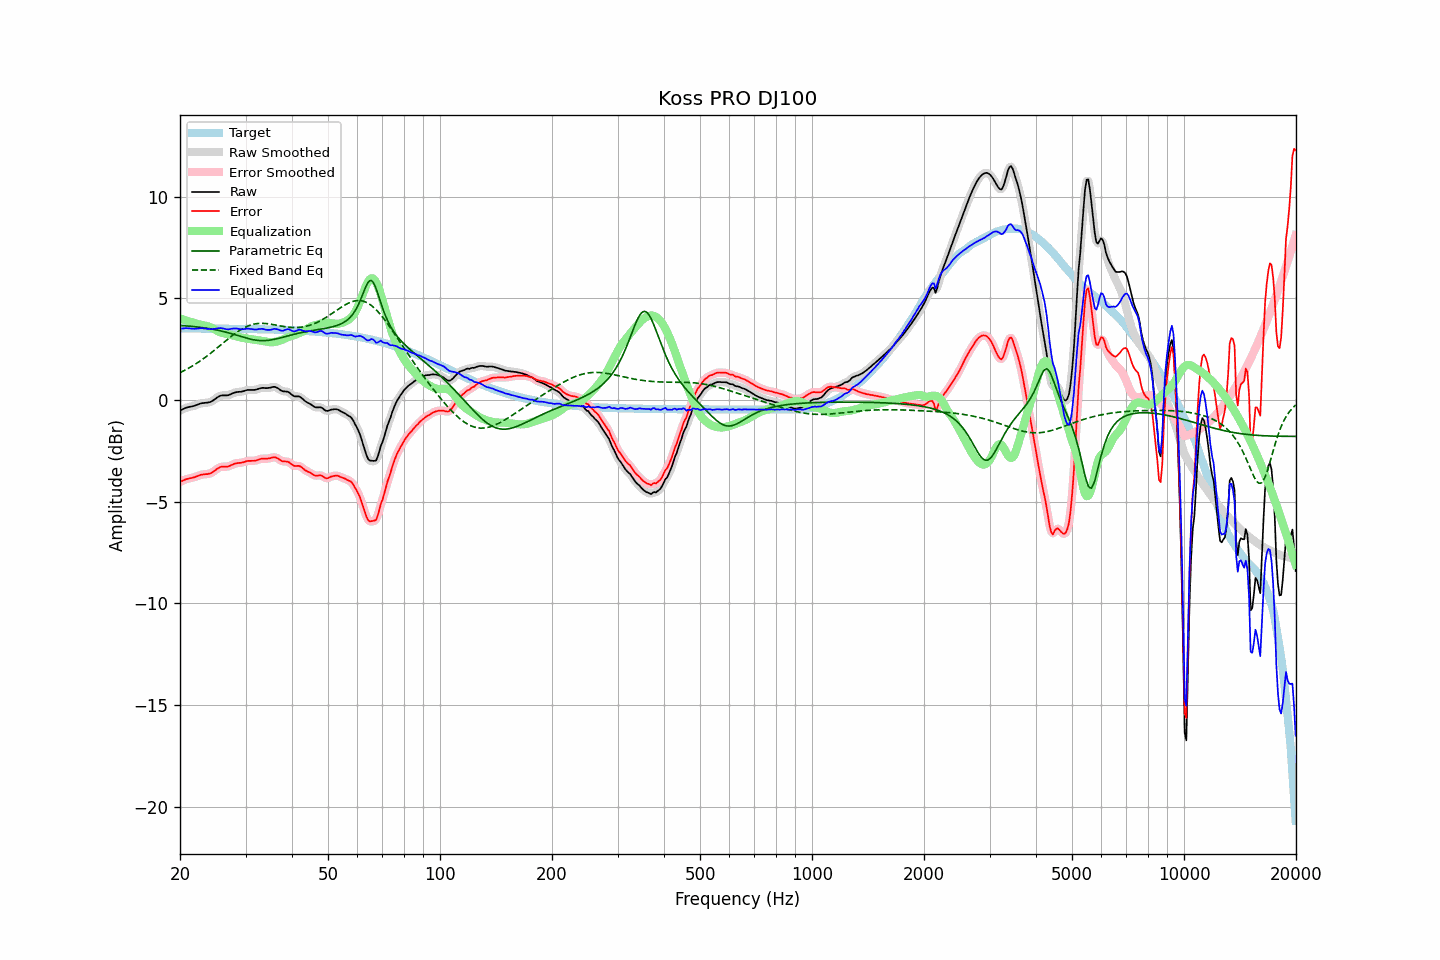 Koss PRO DJ100
Target
Raw Smoothed
Error Smoothed
Raw
Error
Equalization
Parametric Eq
Fixed Band Eq
Equalized
Amplitude (dBr)
10
5
0
−5
−10
−15
−20
20 50 100 200 500 1000 2000 5000 10000 20000
Frequency (Hz)